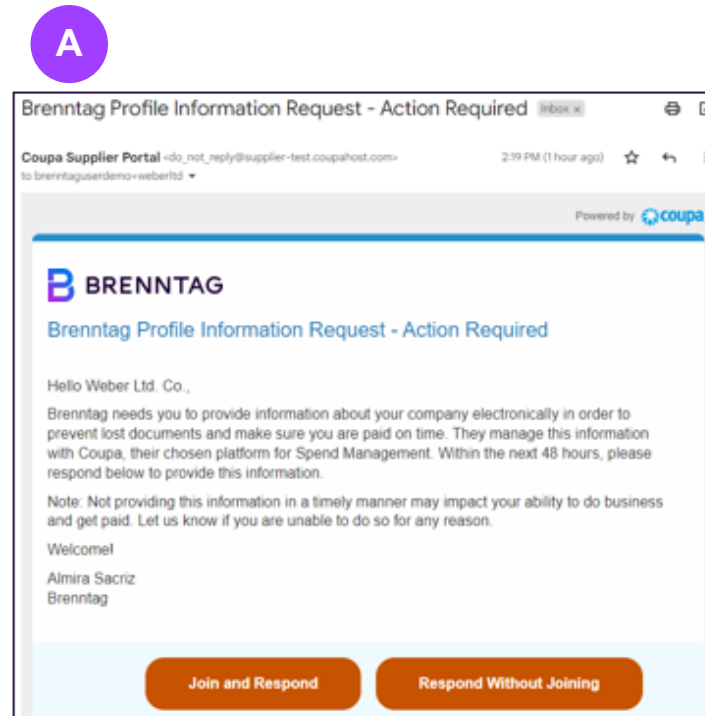 A
Brenntag Profile Information Request - Action Required Inbox x
Coupa Supplier Portal <do_not_reply@supplier-test.coupahost.com> 2:19 PM (1 hour ago)
to brenntaguserdemo+weberltd
Powered by coupa
BRENNTAG
Brenntag Profile Information Request - Action Required
Hello Weber Ltd. Co.,
Brenntag needs you to provide information about your company electronically in order to
prevent lost documents and make sure you are paid on time. They manage this information
with Coupa, their chosen platform for Spend Management. Within the next 48 hours, please
respond below to provide this information.
Note: Not providing this information in a timely manner may impact your ability to do business
and get paid. Let us know if you are unable to do so for any reason.
Welcome!
Almira Sacriz
Brenntag
Join and Respond Respond Without Joining